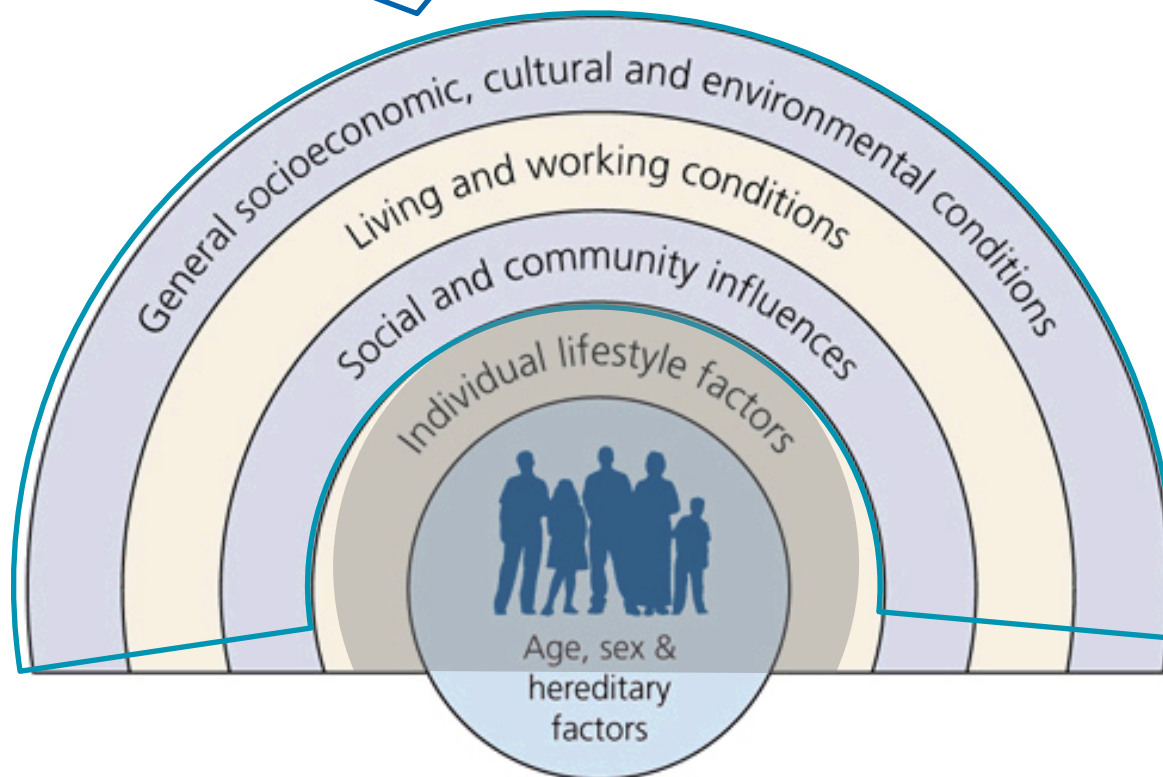 General socioeconomic, cultural and environmental conditions
Living and working conditions
Social and community influences
Individual lifestyle factors
Age, sex &
hereditary
factors